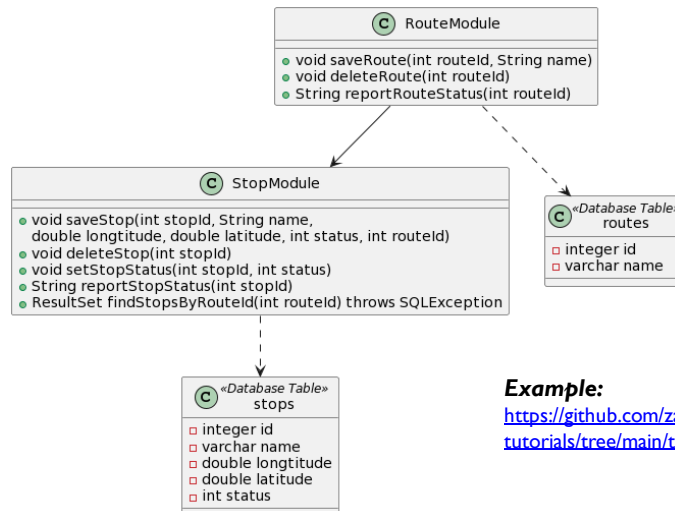 C RouteModule
void saveRoute(int routeId, String name)
void deleteRoute(int routeId)
String reportRouteStatus(int routeId)
C StopModule
void saveStop(int stopId, String name,
double longtitude, double latitude, int status, int routeId)
void deleteStop(int stopId)
void setStopStatus(int stopId, int status)
String reportStopStatus(int stopId)
ResultSet findStopsByRouteId(int routeId) throws SQLException
C «Database Table»
routes
integer id
varchar name
C «Database Table»
stops
integer id
varchar name
double longtitude
double latitude
int status
Example:
https://github.com/za
tutorials/tree/main/t